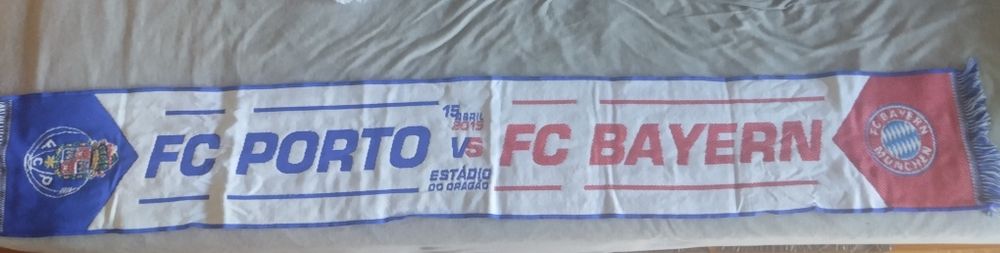 FC PORTO
15 ABRIL
2015
VS
ESTÁDIO
DO DRAGÃO
FC BAYERN
FCP
FC BAYERN
MÜNCHEN